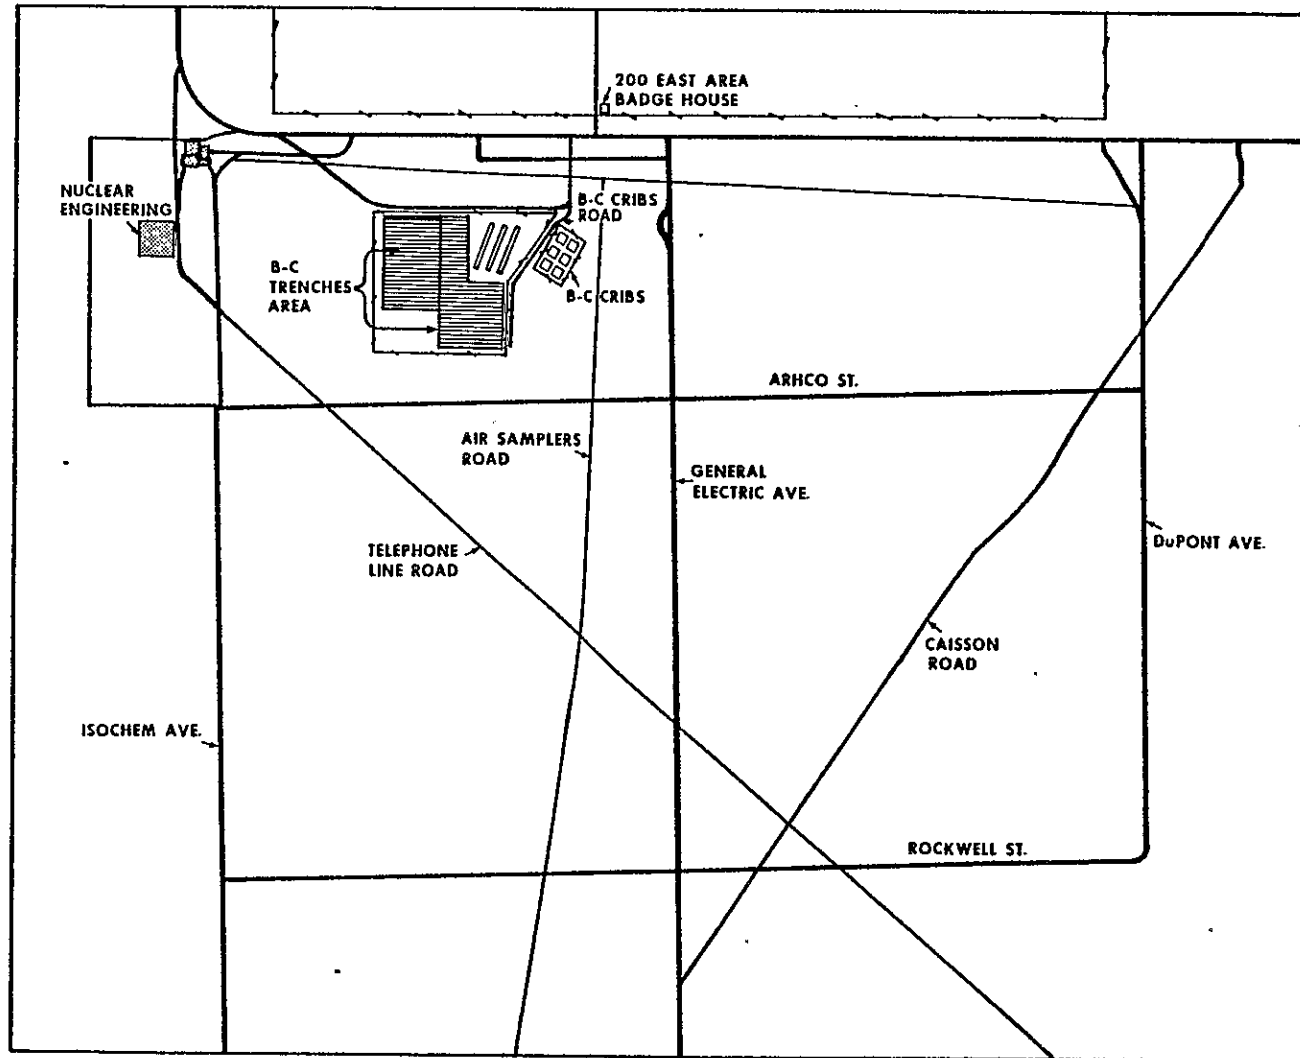 200 EAST AREA
BADGE HOUSE
NUCLEAR
ENGINEERING
B-C CRIBS
ROAD
B-C
TRENCHES
AREA
B-C CRIBS
ARHCO ST.
AIR SAMPLERS
ROAD
GENERAL
ELECTRIC AVE.
TELEPHONE
LINE ROAD
DuPONT AVE.
CAISSON
ROAD
ISOCHEM AVE.
ROCKWELL ST.